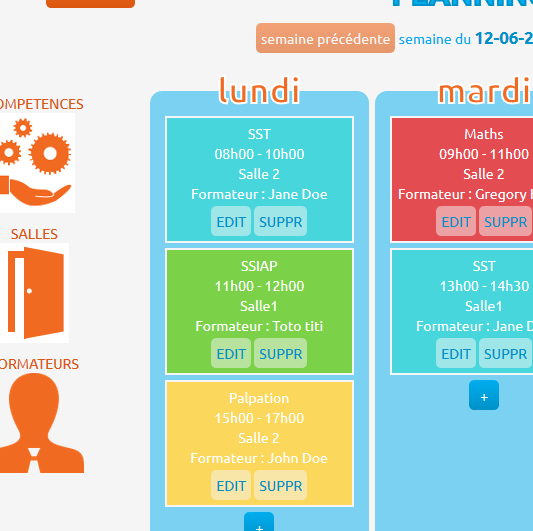 PLANNIN
semaine précédente semaine du 12-06-2
lundi
mardi
OMPETENCES
SALLES
ORMATEURS
SST
08h00 - 10h00
Salle 2
Formateur : Jane Doe
EDIT SUPPR
SSIAP
11h00 - 12h00
Salle1
Formateur : Toto titi
EDIT SUPPR
Palpation
15h00 - 17h00
Salle 2
Formateur : John Doe
EDIT SUPPR
+
Maths
09h00 - 11h00
Salle 2
Formateur : Gregory
EDIT SUPPR
SST
13h00 - 14h30
Salle1
Formateur : Jane D
EDIT SUPPR
+